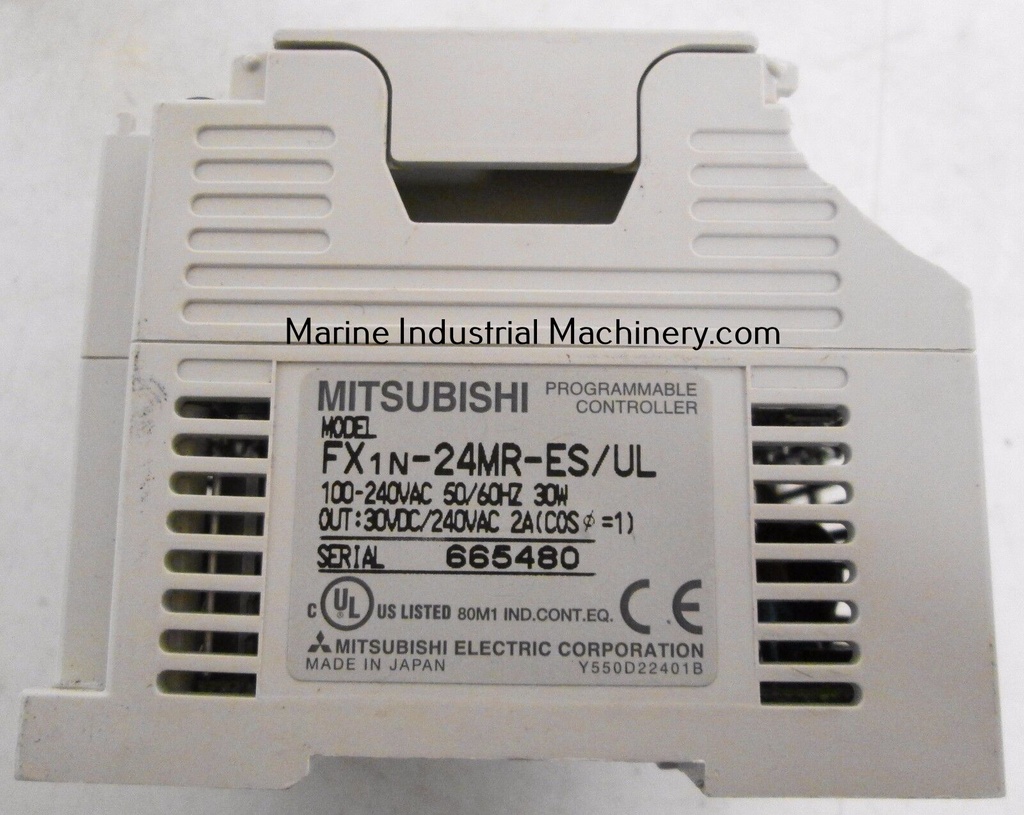 Marine Industrial Machinery.com
MITSUBISHI PROGRAMMABLE
CONTROLLER
MODEL
FX1N-24MR-ES/UL
100-240VAC 50/60HZ 30W
OUT:30VDC/240VAC 2A(COSφ=1)
SERIAL 665480
C UL US LISTED 80M1 IND.CONT.EQ. CE
MITSUBISHI ELECTRIC CORPORATION
MADE IN JAPAN Y550D22401B